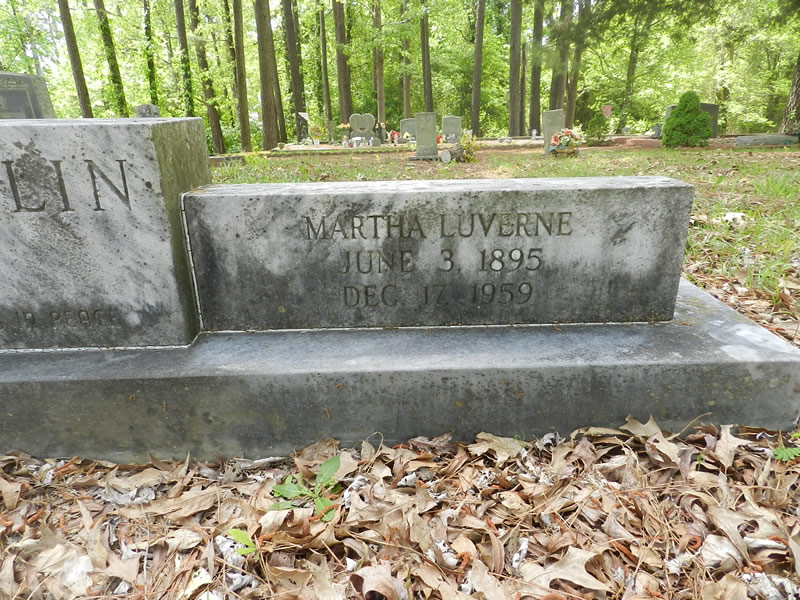 LIN
IN PEACE
MARTHA LUVERNE
JUNE 3, 1895
DEC. 17, 1959